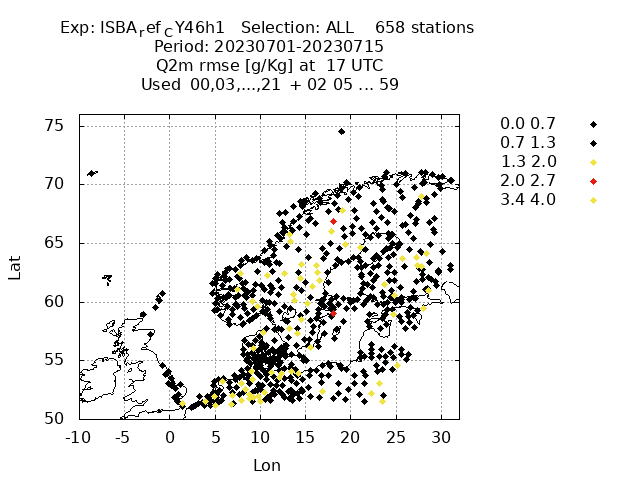 Exp: ISBArefCY46h1 Selection: ALL 658 stations
Period: 20230701-20230715
Q2m rmse [g/Kg] at 17 UTC
Used 00,03,...,21 + 02 05 ... 59
0.0 0.7
0.7 1.3
1.3 2.0
2.0 2.7
3.4 4.0
75
70
65
60
55
50
Lat
-10 -5 0 5 10 15 20 25 30
Lon